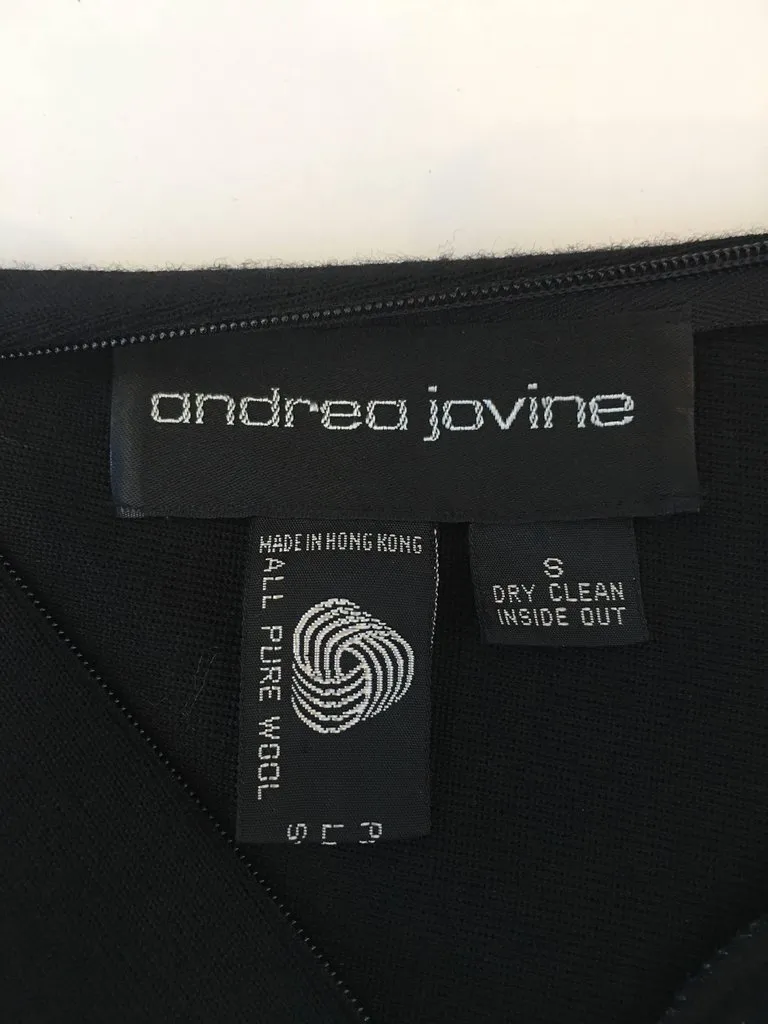 andrea jovine
MADE IN HONG KONG
ALL PURE WOOL
S
DRY CLEAN
INSIDE OUT